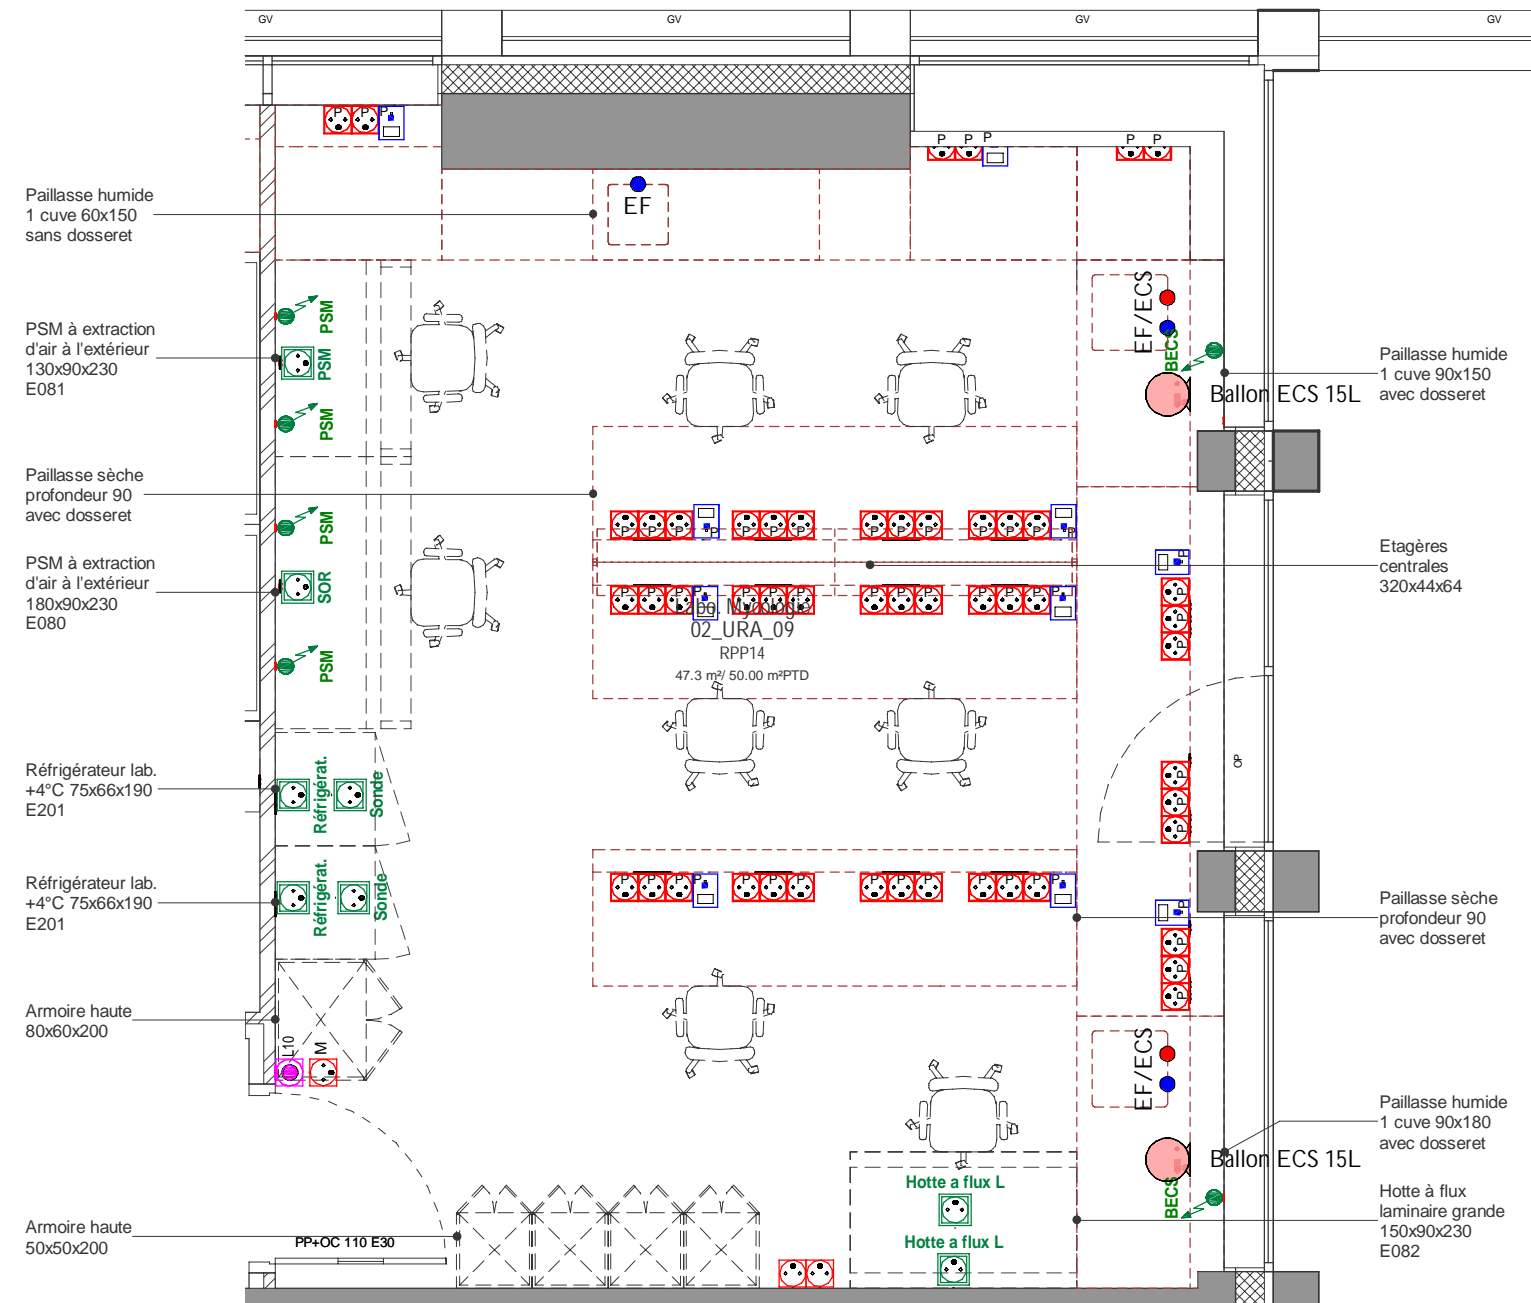 GV
GV
GV
GV
P
P
P
P
P
P
P
P
Paillasse humide
1 cuve 60x150
sans dosseret
EF
PSM à extraction
d'air à l'extérieur
130x90x230
E081
PSM
PSM
PSM
EF/ECS
BECS
Ballon ECS 15L
Paillasse humide
1 cuve 90x150
avec dosseret
Paillasse sèche
profondeur 90
avec dosseret
P P P P P P P P P P P P P P
Etagères
centrales
320x44x64
PSM à extraction
d'air à l'extérieur
180x90x230
E080
PSM
SOR
PSM
P P P P P P P P P P P P P P
Labo. Mycologie
02_URA_09
RPP14
47.3 m²/ 50.00 m²PTD
P
P
P
P
OP
P
P
P
Réfrigérateur lab.
+4°C 75x66x190
E201
Réfrigérat.
Sonde
Réfrigérateur lab.
+4°C 75x66x190
E201
Réfrigérat.
Sonde
P P P P P P P P P P P P P P
Paillasse sèche
profondeur 90
avec dosseret
P
P
P
P
Armoire haute
80x60x200
L10
M
EF/ECS
Ballon ECS 15L
BECS
Paillasse humide
1 cuve 90x180
avec dosseret
Hotte à flux
laminaire grande
150x90x230
E082
Hotte a flux L
Hotte a flux L
Armoire haute
50x50x200
PP+OC 110 E30